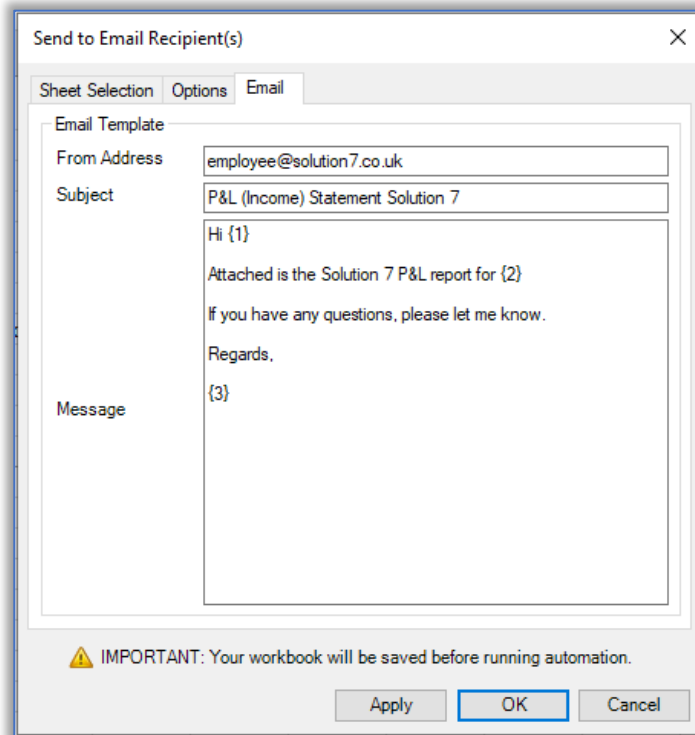 Send to Email Recipient(s)
Sheet Selection Options Email
Email Template
From Address employee@solution7.co.uk
Subject P&L (Income) Statement Solution 7
Message
Hi {1}
Attached is the Solution 7 P&L report for {2}
If you have any questions, please let me know.
Regards,
{3}
IMPORTANT: Your workbook will be saved before running automation.
Apply OK Cancel